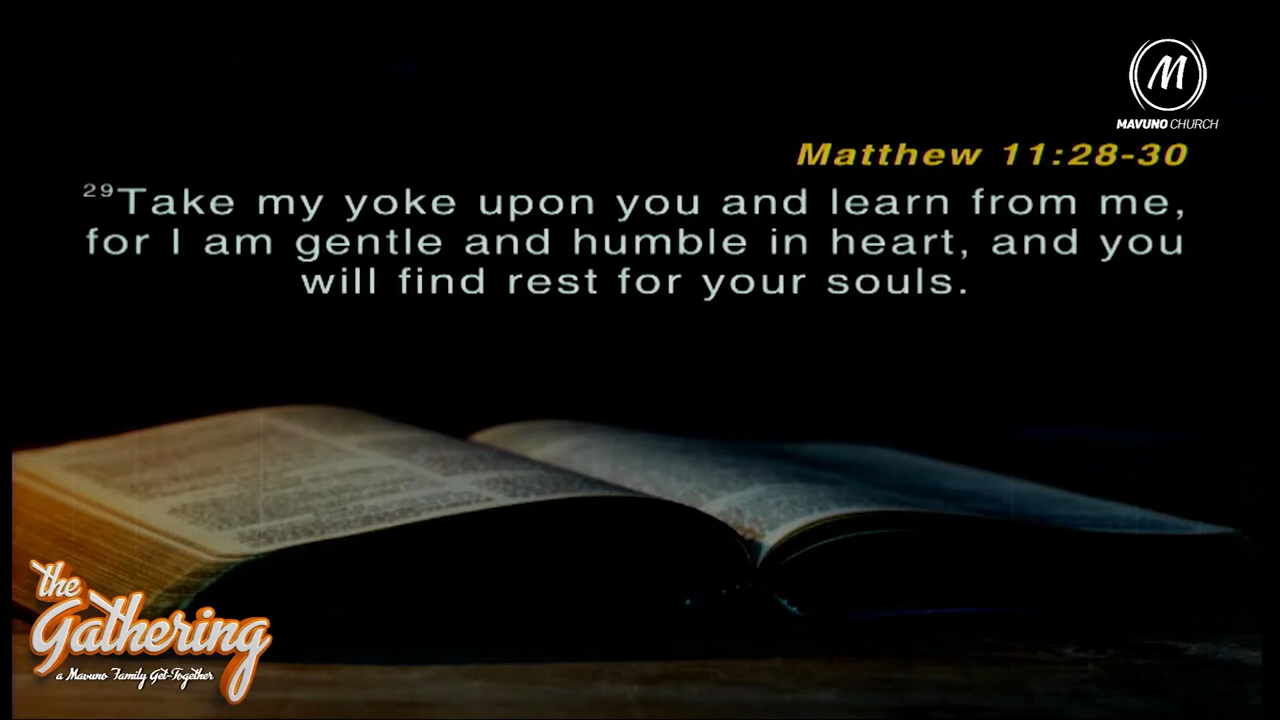 M
MAVUNO CHURCH
Matthew 11:28-30
29Take my yoke upon you and learn from me,
for I am gentle and humble in heart, and you
will find rest for your souls.
the
Gathering
a Mavuno Family Get-Together